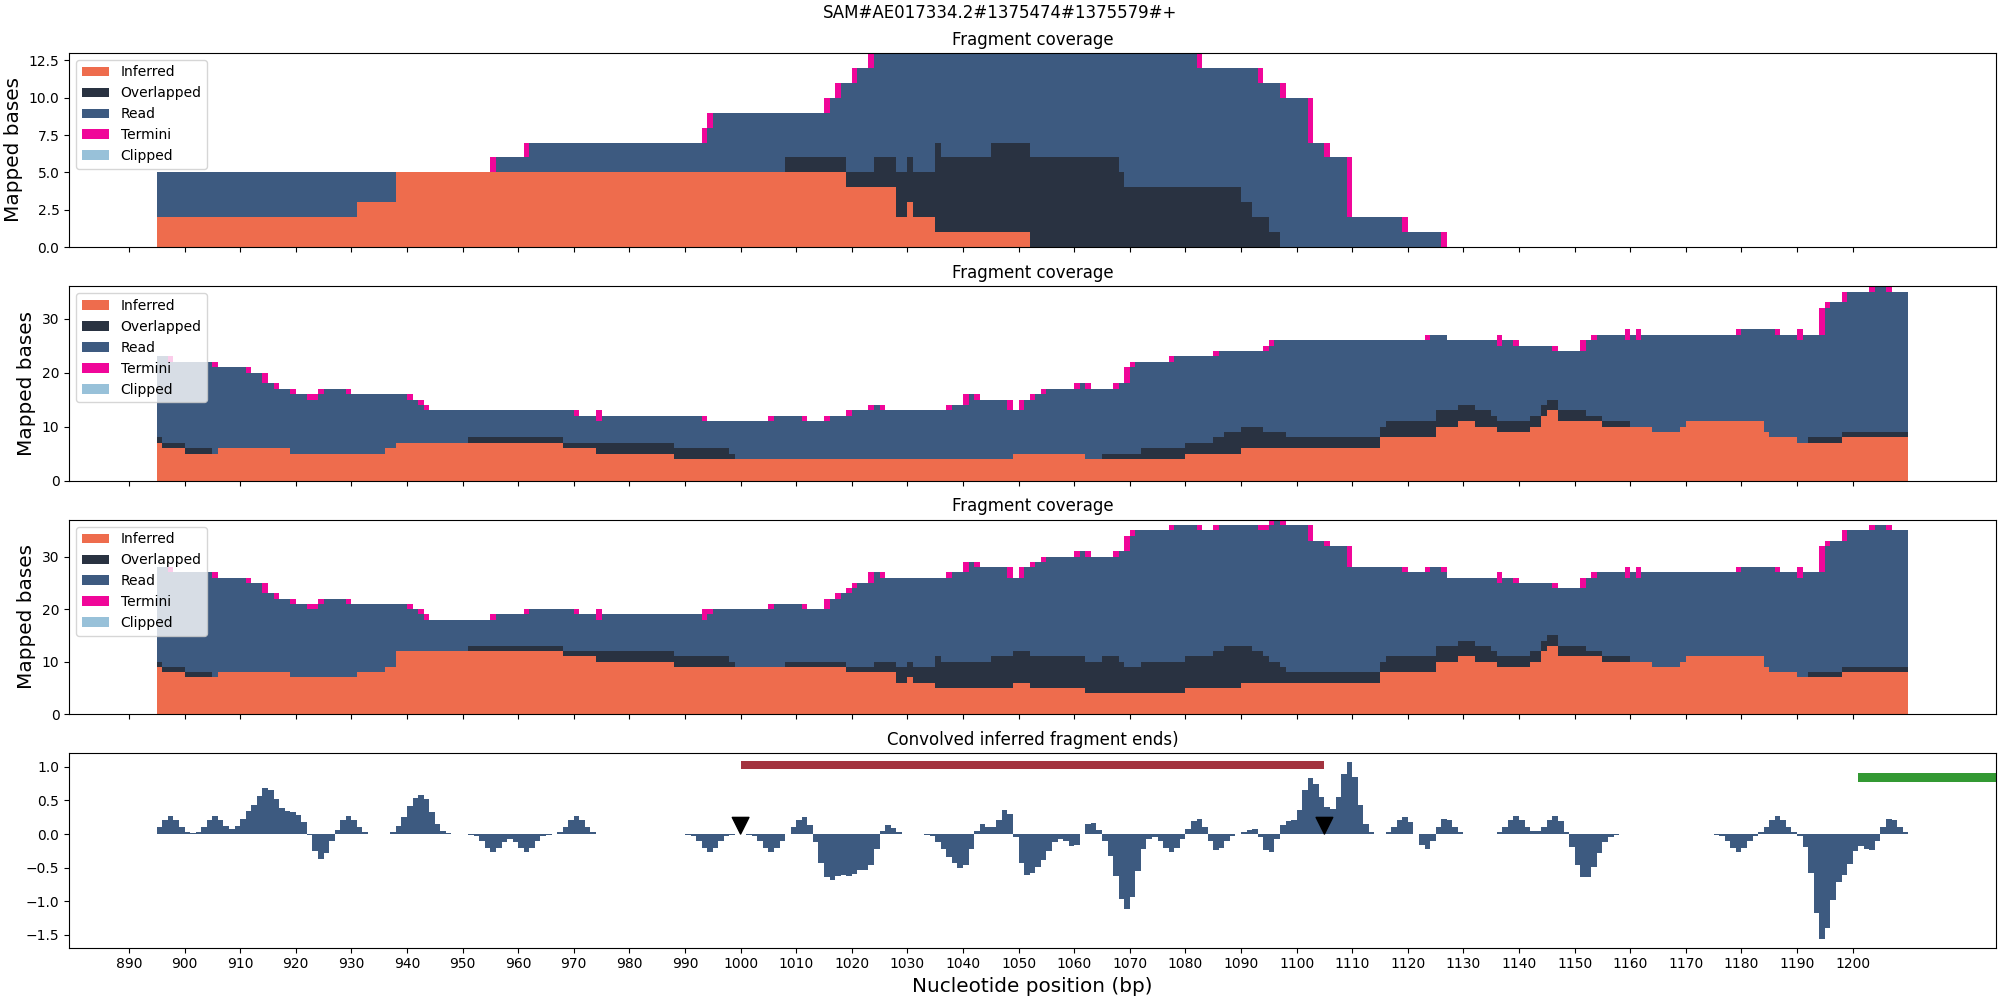 SAM#AE017334.2#1375474#1375579#+
Fragment coverage
Mapped bases
12.5
10.0
7.5
5.0
2.5
0.0
Inferred
Overlapped
Read
Termini
Clipped
Fragment coverage
Mapped bases
30
20
10
0
Inferred
Overlapped
Read
Termini
Clipped
Fragment coverage
Mapped bases
30
20
10
0
Inferred
Overlapped
Read
Termini
Clipped
Convolved inferred fragment ends)
1.0
0.5
0.0
−0.5
−1.0
−1.5
890 900 910 920 930 940 950 960 970 980 990 1000 1010 1020 1030 1040 1050 1060 1070 1080 1090 1100 1110 1120 1130 1140 1150 1160 1170 1180 1190 1200
Nucleotide position (bp)